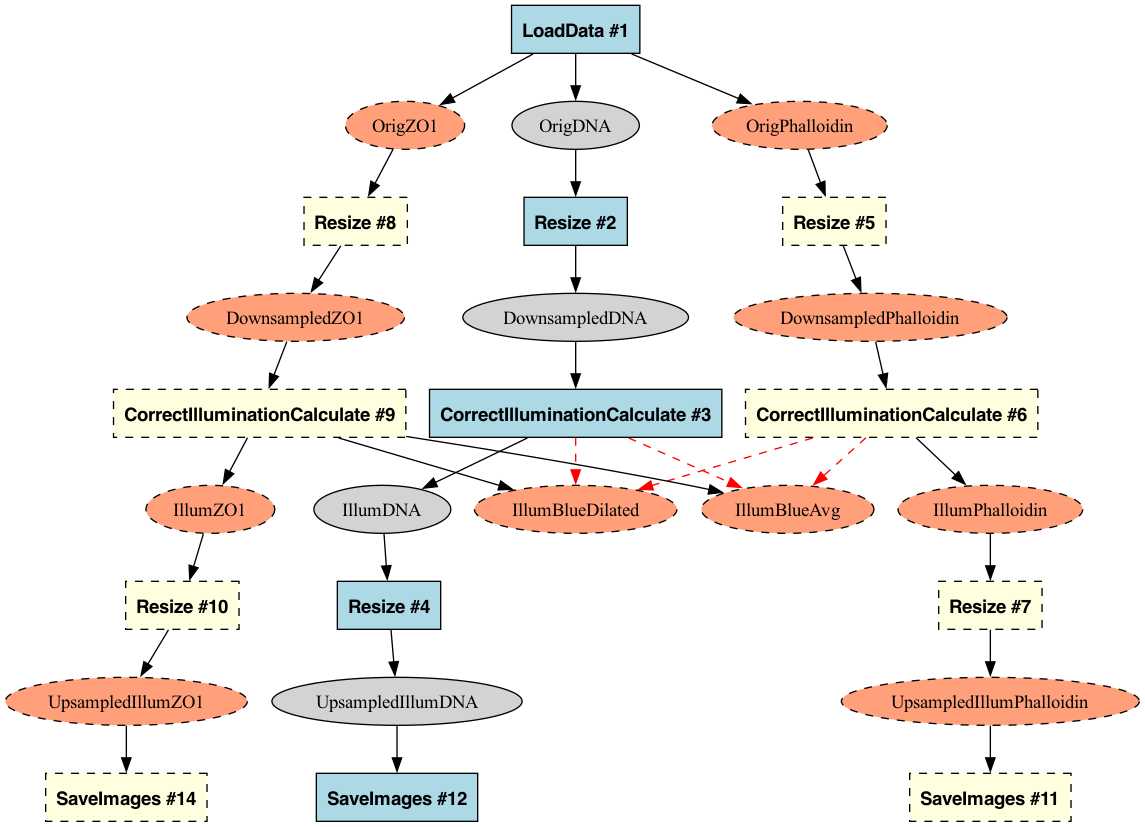 LoadData #1
OrigZO1
OrigDNA
OrigPhalloidin
Resize #8
Resize #2
Resize #5
DownsampledZO1
DownsampledDNA
DownsampledPhalloidin
CorrectIlluminationCalculate #9
CorrectIlluminationCalculate #3
CorrectIlluminationCalculate #6
IllumZO1
IllumDNA
IllumBlueDilated
IllumBlueAvg
IllumPhalloidin
Resize #10
Resize #4
Resize #7
UpsampledIllumZO1
UpsampledIllumDNA
UpsampledIllumPhalloidin
SaveImages #14
SaveImages #12
SaveImages #11